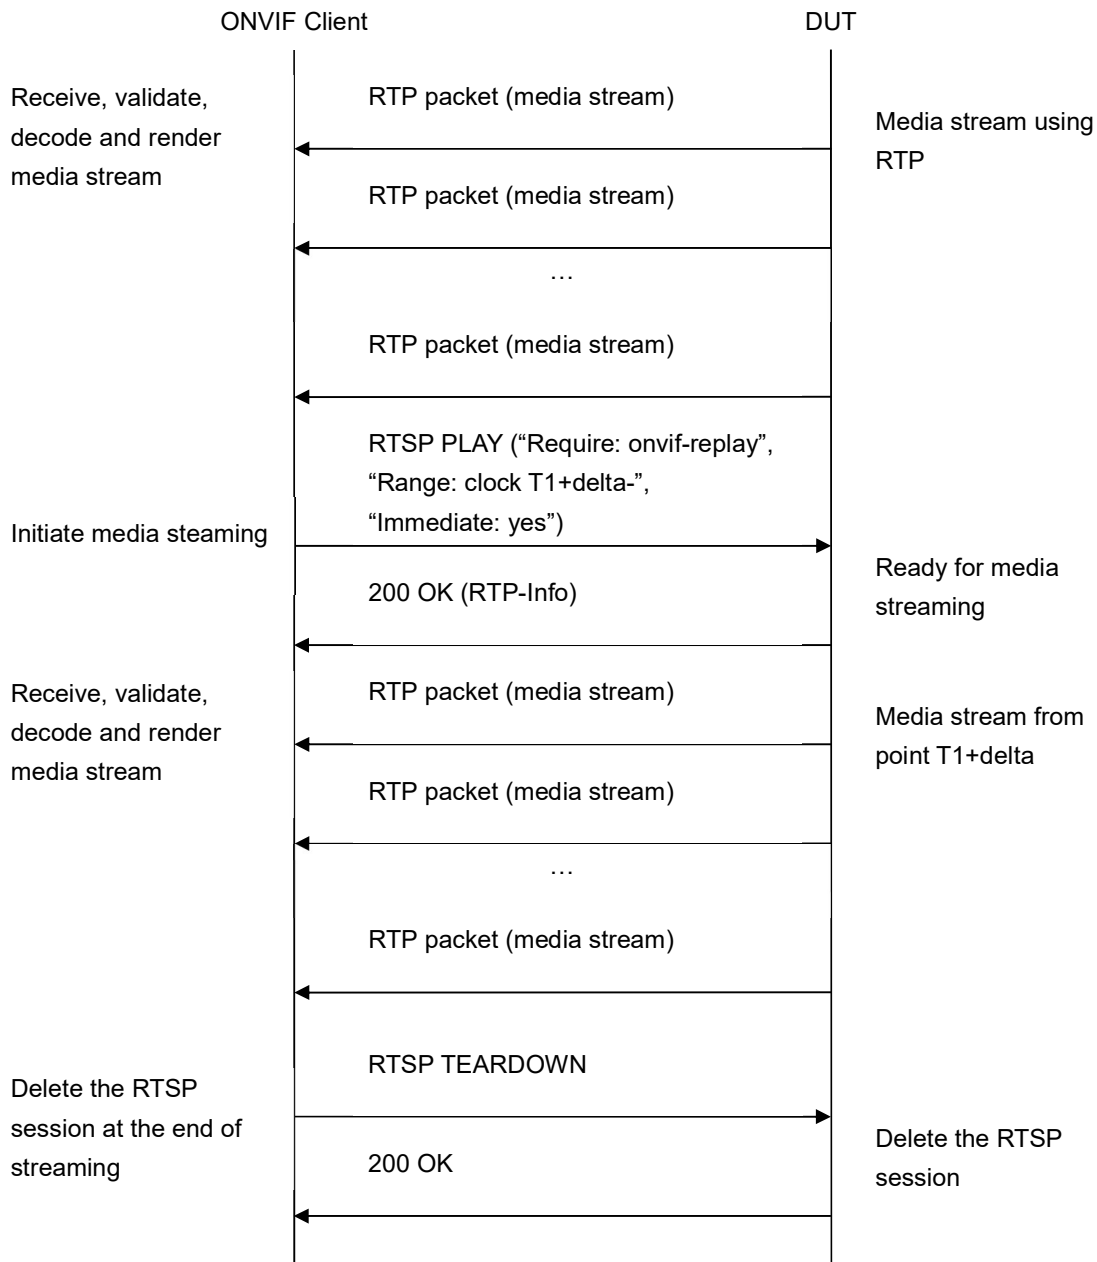 ONVIF Client
DUT
Receive, validate,
decode and render
media stream
RTP packet (media stream)
Media stream using
RTP
RTP packet (media stream)
…
RTP packet (media stream)
RTSP PLAY (“Require: onvif-replay”,
“Range: clock T1+delta-”,
“Immediate: yes”)
Initiate media steaming
200 OK (RTP-Info)
Ready for media
streaming
Receive, validate,
decode and render
media stream
RTP packet (media stream)
Media stream from
point T1+delta
RTP packet (media stream)
…
RTP packet (media stream)
RTSP TEARDOWN
Delete the RTSP
session at the end of
streaming
200 OK
Delete the RTSP
session